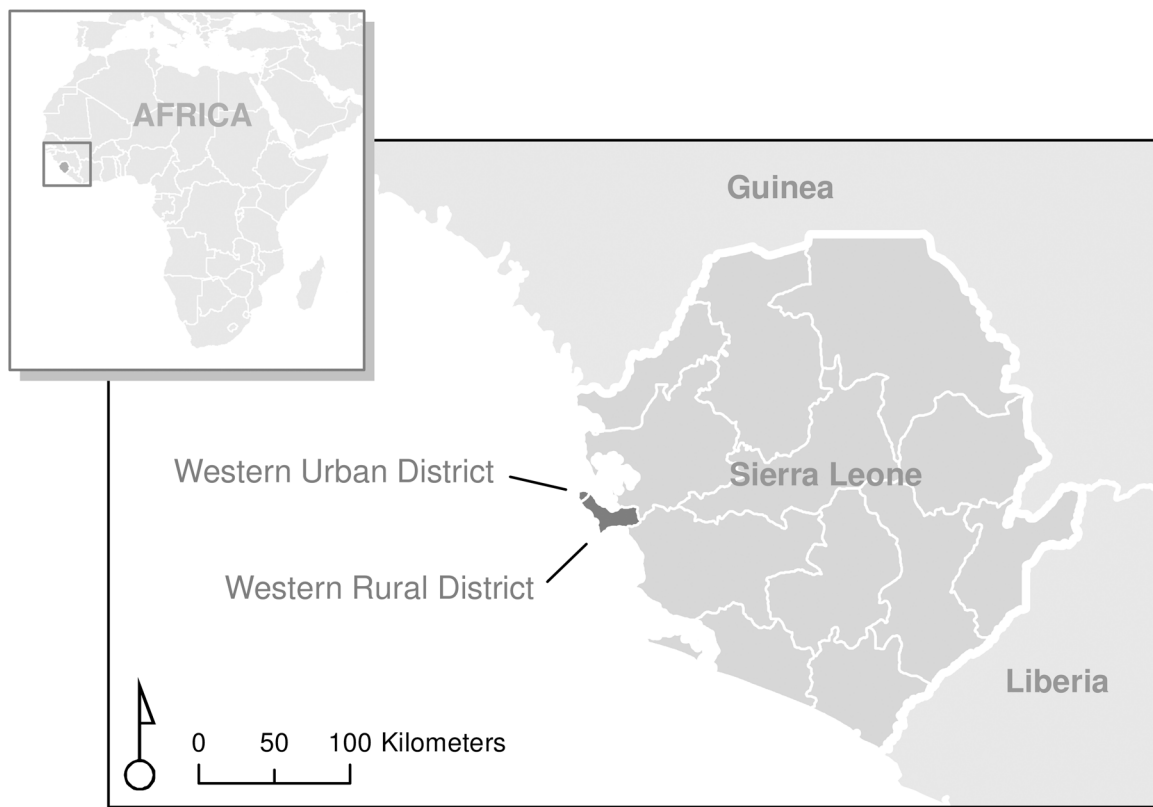 AFRICA
Guinea
Western Urban District
Sierra Leone
Western Rural District
Liberia
0 50 100 Kilometers